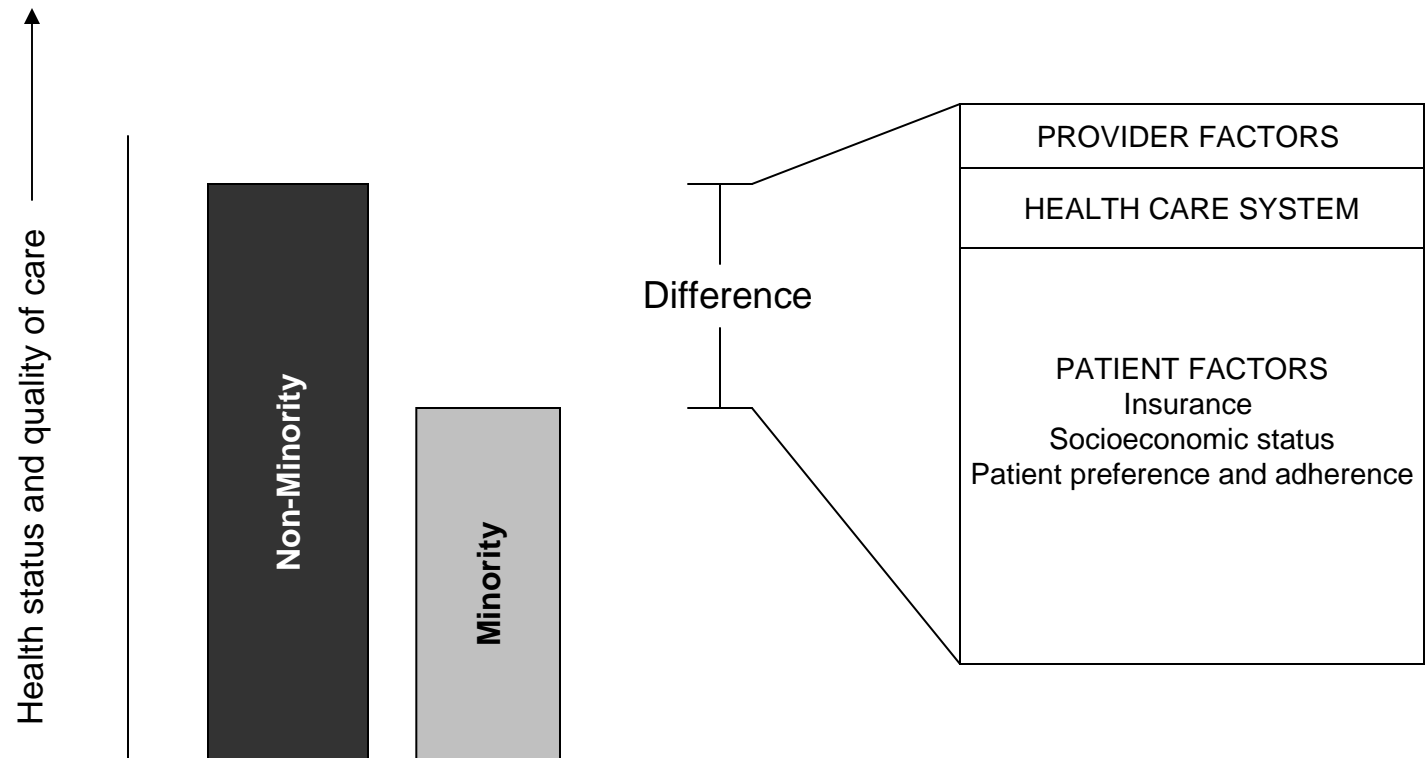 Health status and quality of care
Non-Minority
Minority
Difference
PROVIDER FACTORS
HEALTH CARE SYSTEM
PATIENT FACTORS
Insurance
Socioeconomic status
Patient preference and adherence